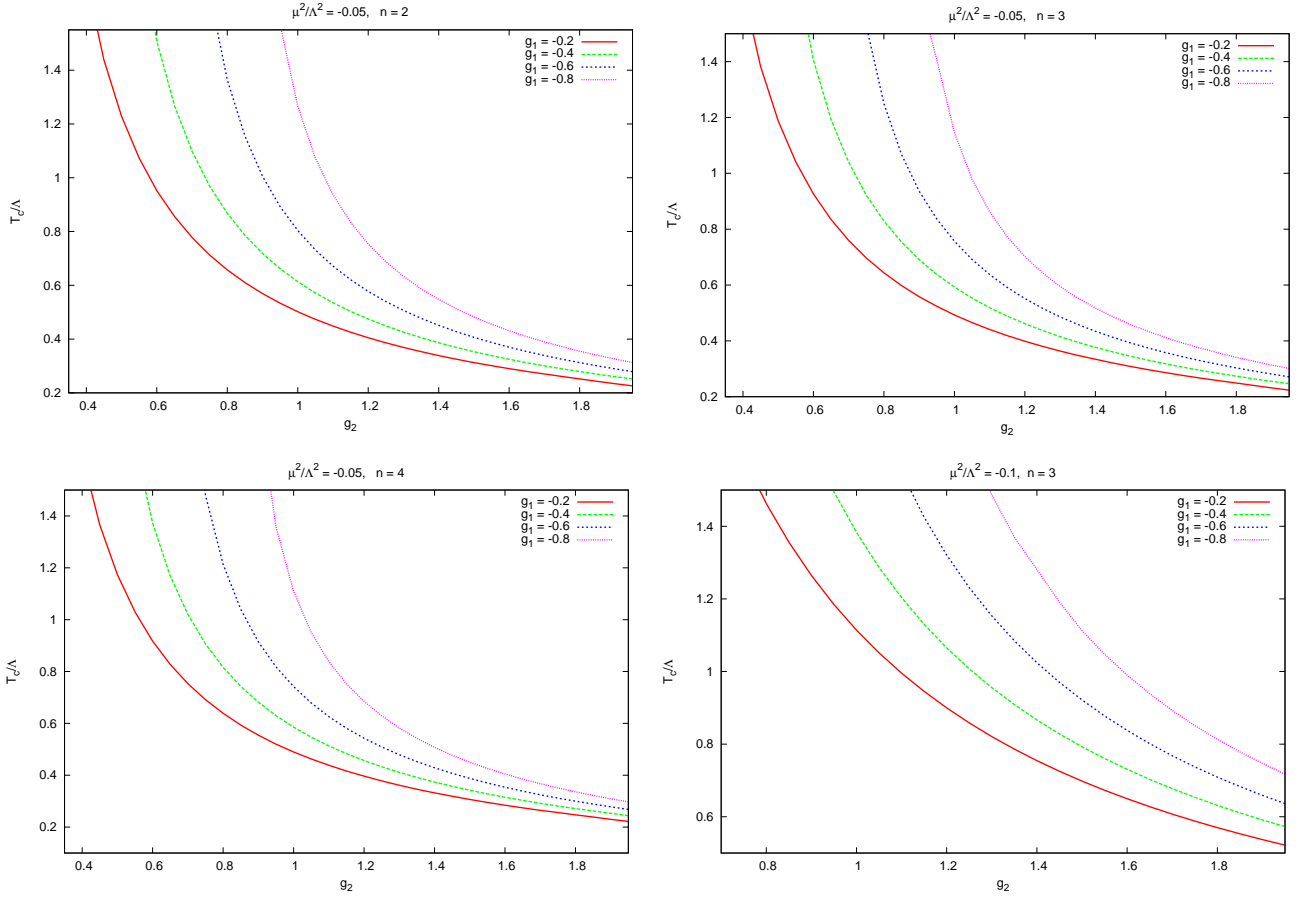 μ²/Λ² = -0.05, n = 2
g₁ = -0.2
g₁ = -0.4
g₁ = -0.6
g₁ = -0.8
1.4
1.2
1
0.8
0.6
0.4
0.2
T_c/Λ
0.4 0.6 0.8 1 1.2 1.4 1.6 1.8
g₂
μ²/Λ² = -0.05, n = 3
g₁ = -0.2
g₁ = -0.4
g₁ = -0.6
g₁ = -0.8
1.4
1.2
1
0.8
0.6
0.4
0.2
T_c/Λ
0.4 0.6 0.8 1 1.2 1.4 1.6 1.8
g₂
μ²/Λ² = -0.05, n = 4
g₁ = -0.2
g₁ = -0.4
g₁ = -0.6
g₁ = -0.8
1.4
1.2
1
0.8
0.6
0.4
0.2
T_c/Λ
0.4 0.6 0.8 1 1.2 1.4 1.6 1.8
g₂
μ²/Λ² = -0.1, n = 3
g₁ = -0.2
g₁ = -0.4
g₁ = -0.6
g₁ = -0.8
1.4
1.2
1
0.8
0.6
T_c/Λ
0.8 1 1.2 1.4 1.6 1.8
g₂